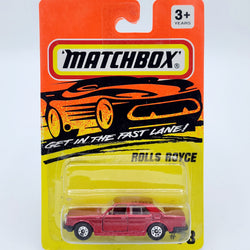 3+
YEARS
MATCHBOX
GET IN THE FAST LANE!
ROLLS ROYCE